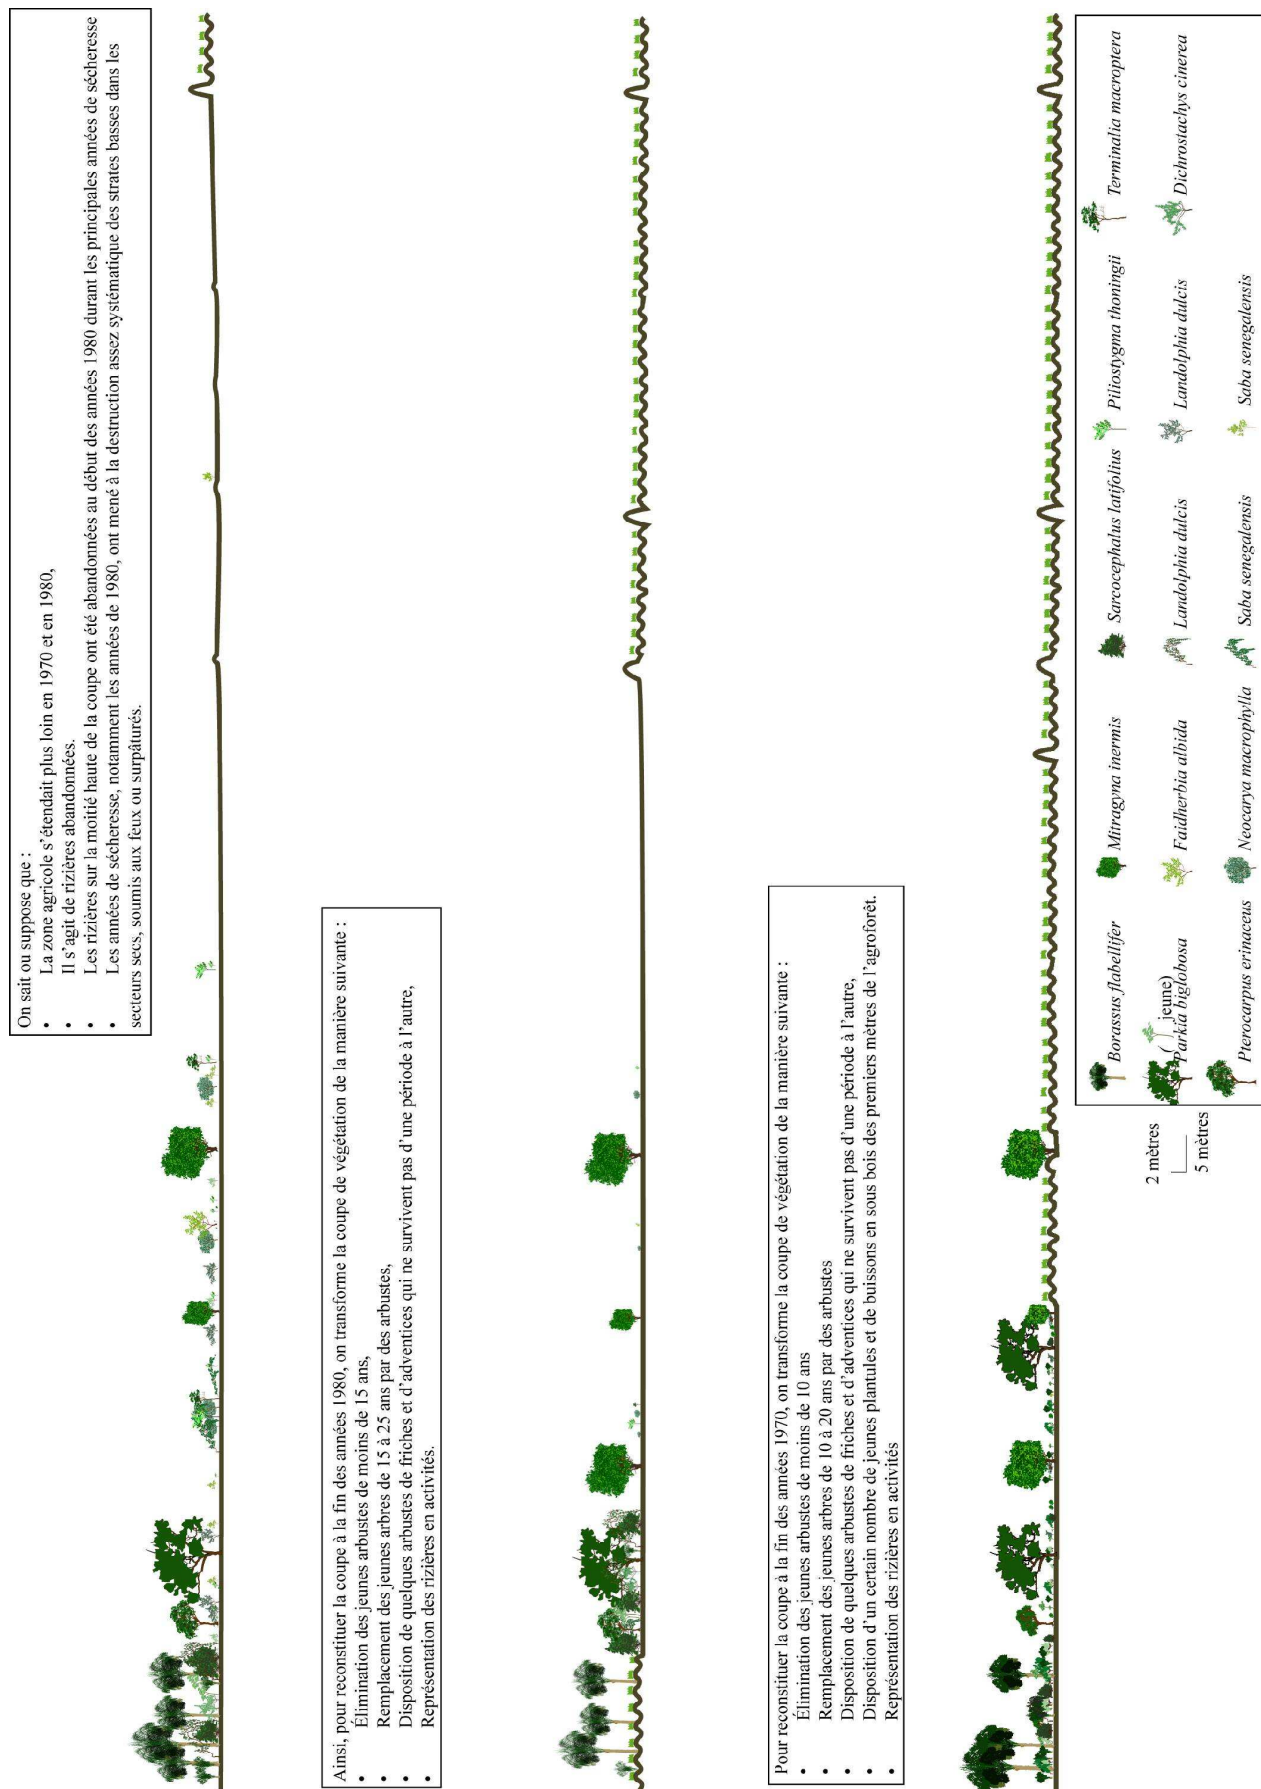 On sait ou suppose que :
• La zone agricole s’étendait plus loin en 1970 et en 1980,
• Il s’agit de rizières abandonnées.
• Les rizières sur la moitié haute de la coupe ont été abandonnées au début des années 1980 durant les principales années de sécheresse
• Les années de sécheresse, notamment les années de 1980, ont mené à la destruction assez systématique des strates basses dans les
secteurs secs, soumis aux feux ou surpâturés.
Ainsi, pour reconstituer la coupe à la fin des années 1980, on transforme la coupe de végétation de la manière suivante :
• Élimination des jeunes arbustes de moins de 15 ans,
• Remplacement des jeunes arbres de 15 à 25 ans par des arbustes,
• Disposition de quelques arbustes de friches et d’adventices qui ne survivent pas d’une période à l’autre,
• Représentation des rizières en activités.
Pour reconstituer la coupe à la fin des années 1970, on transforme la coupe de végétation de la manière suivante :
• Élimination des jeunes arbustes de moins de 10 ans
• Remplacement des jeunes arbres de 10 à 20 ans par des arbustes
• Disposition de quelques arbustes de friches et d’adventices qui ne survivent pas d’une période à l’autre,
• Disposition d’un certain nombre de jeunes plantules et de buissons en sous bois des premiers mètres de l’agroforêt.
• Représentation des rizières en activités
2 mètres
5 mètres
Borassus flabellifer
Mitragyna inermis
Sarcocephalus latifolius
Piliostygma thoningii
Terminalia macroptera
( jeune)
Parkia biglobosa
Faidherbia albida
Landolphia dulcis
Landolphia dulcis
Dichrostachys cinerea
Pterocarpus erinaceus
Neocarya macrophylla
Saba senegalensis
Saba senegalensis